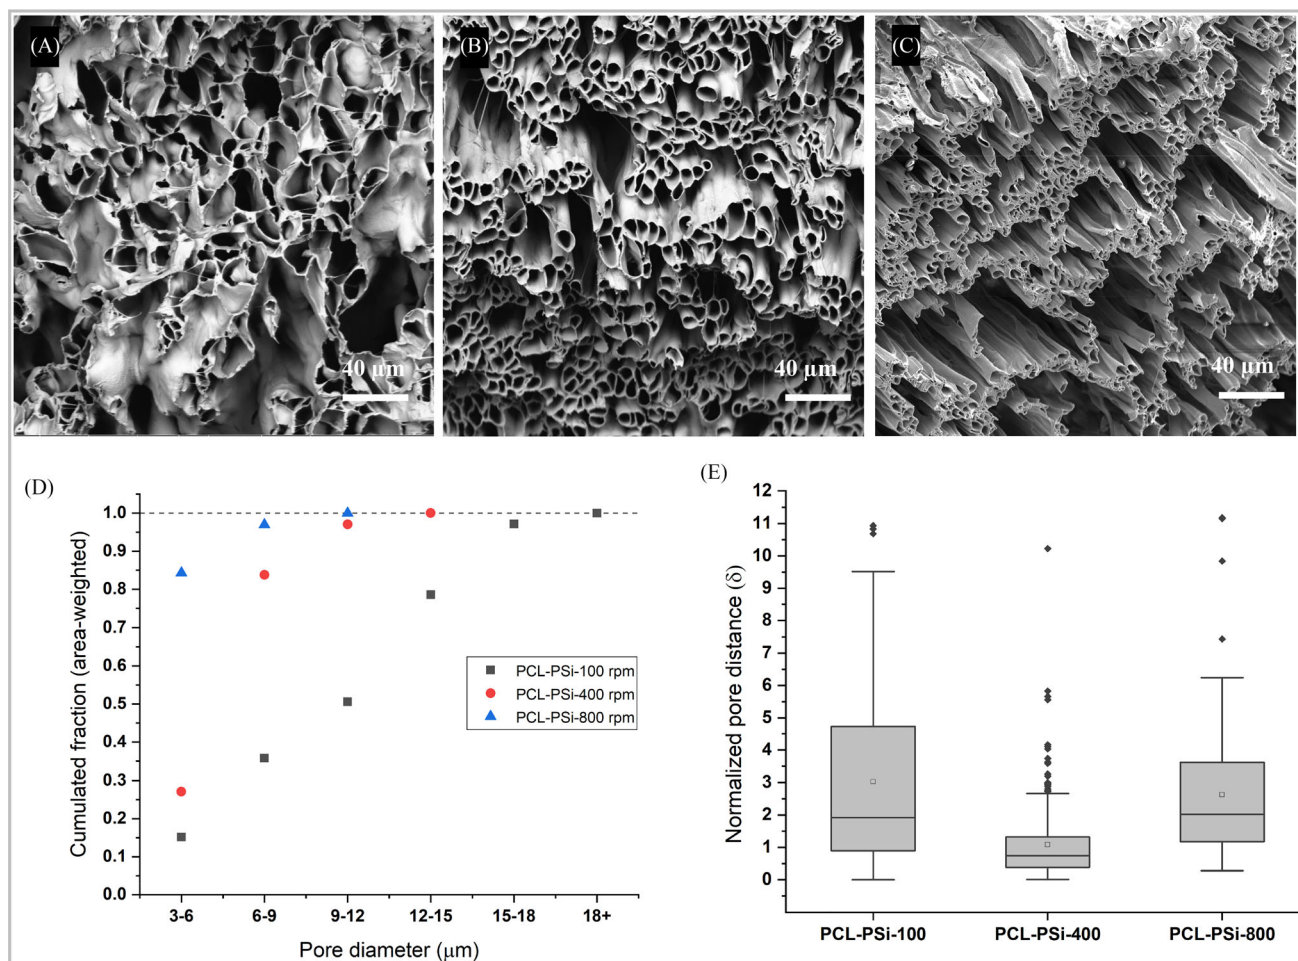 (A)
(B)
(C)
40 µm
40 µm
40 µm
(D)
Cumulated fraction (area-weighted)
1.0
0.9
0.8
0.7
0.6
0.5
0.4
0.3
0.2
0.1
0.0
PCL-PSi-100 rpm
PCL-PSi-400 rpm
PCL-PSi-800 rpm
3-6
6-9
9-12
12-15
15-18
18+
Pore diameter (µm)
(E)
Normalized pore distance (δ)
12
11
10
9
8
7
6
5
4
3
2
1
0
PCL-PSi-100
PCL-PSi-400
PCL-PSi-800